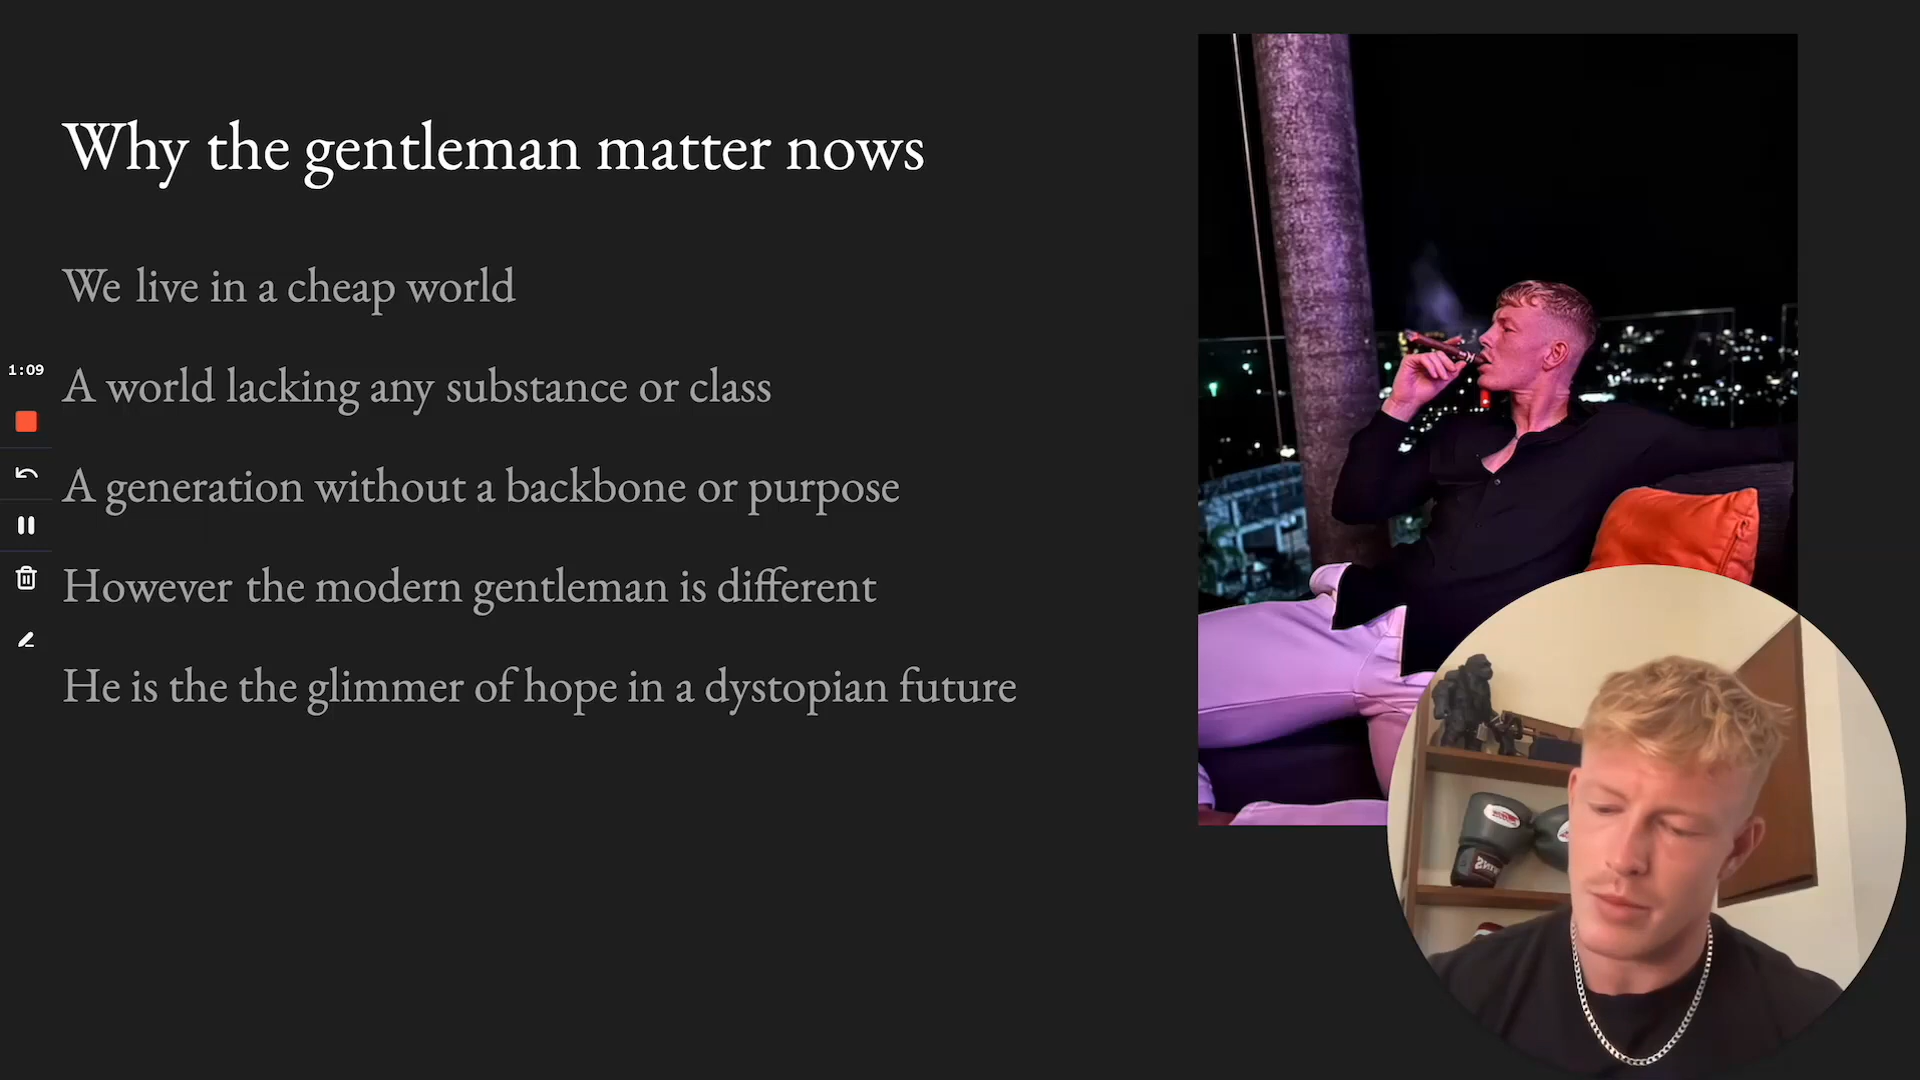 Why the gentleman matter nows
We live in a cheap world
A world lacking any substance or class
1:09
A generation without a backbone or purpose
However the modern gentleman is different
He is the the glimmer of hope in a dystopian future